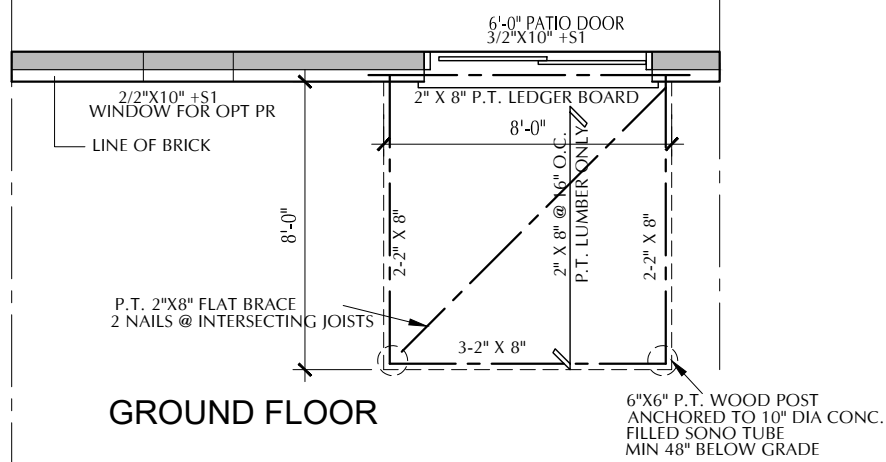 6'-0" PATIO DOOR
3/2"X10" +S1
2/2"X10" +S1
WINDOW FOR OPT PR
LINE OF BRICK
2" X 8" P.T. LEDGER BOARD
8'-0"
8'-0"
2-2" X 8"
2" X 8" @ 16" O.C.
P.T. LUMBER ONLY
2-2" X 8"
P.T. 2"X8" FLAT BRACE
2 NAILS @ INTERSECTING JOISTS
3-2" X 8"
GROUND FLOOR
6"X6" P.T. WOOD POST
ANCHORED TO 10" DIA CONC.
FILLED SONO TUBE
MIN 48" BELOW GRADE